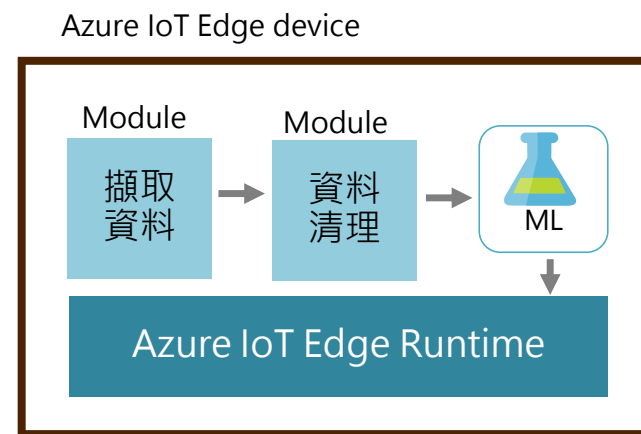 Azure IoT Edge device
Module
Module
擷取
資料
資料
清理
ML
Azure IoT Edge Runtime